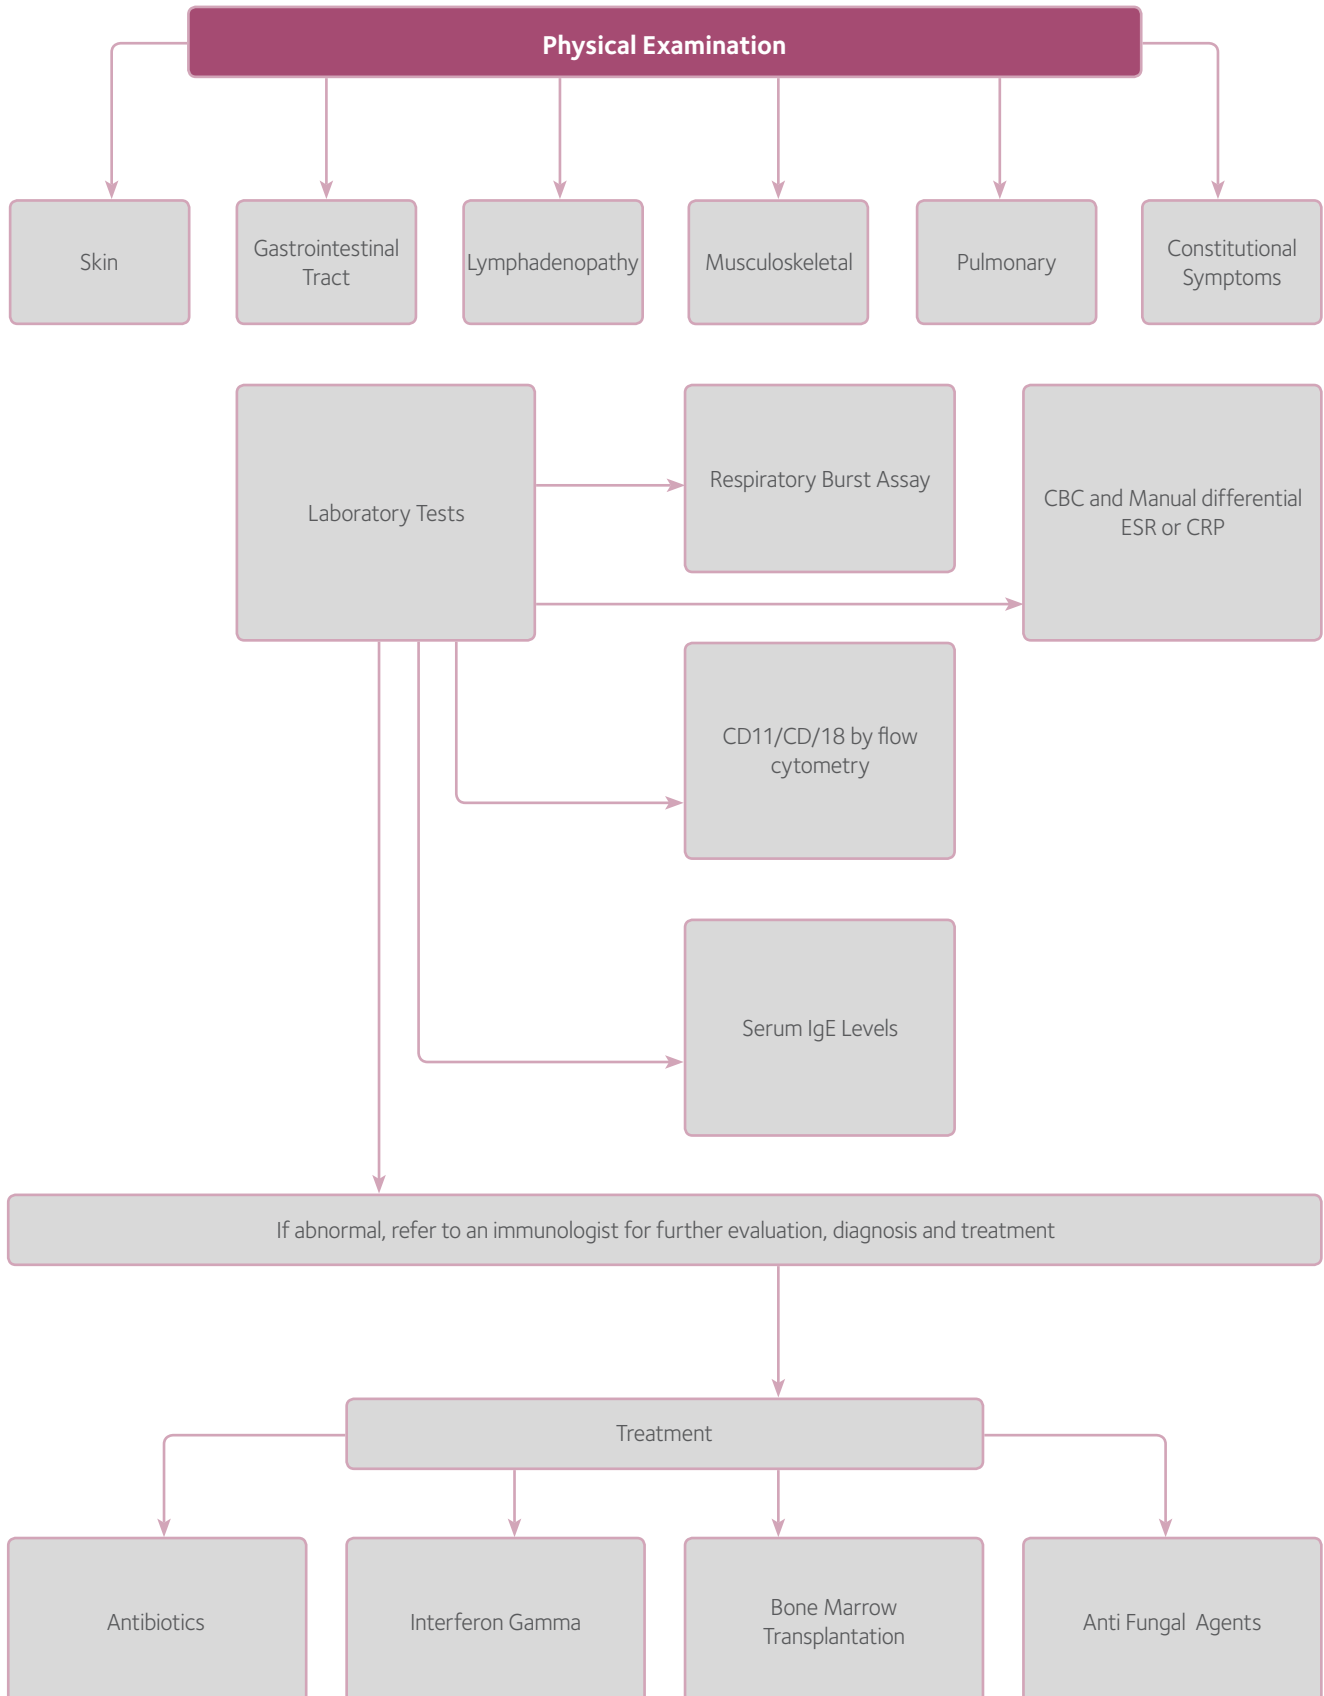 Physical Examination
Skin
Gastrointestinal
Tract
Lymphadenopathy
Musculoskeletal
Pulmonary
Constitutional
Symptoms
Laboratory Tests
Respiratory Burst Assay
CBC and Manual differential
ESR or CRP
CD11/CD/18 by flow
cytometry
Serum IgE Levels
If abnormal, refer to an immunologist for further evaluation, diagnosis and treatment
Treatment
Antibiotics
Interferon Gamma
Bone Marrow
Transplantation
Anti Fungal  Agents